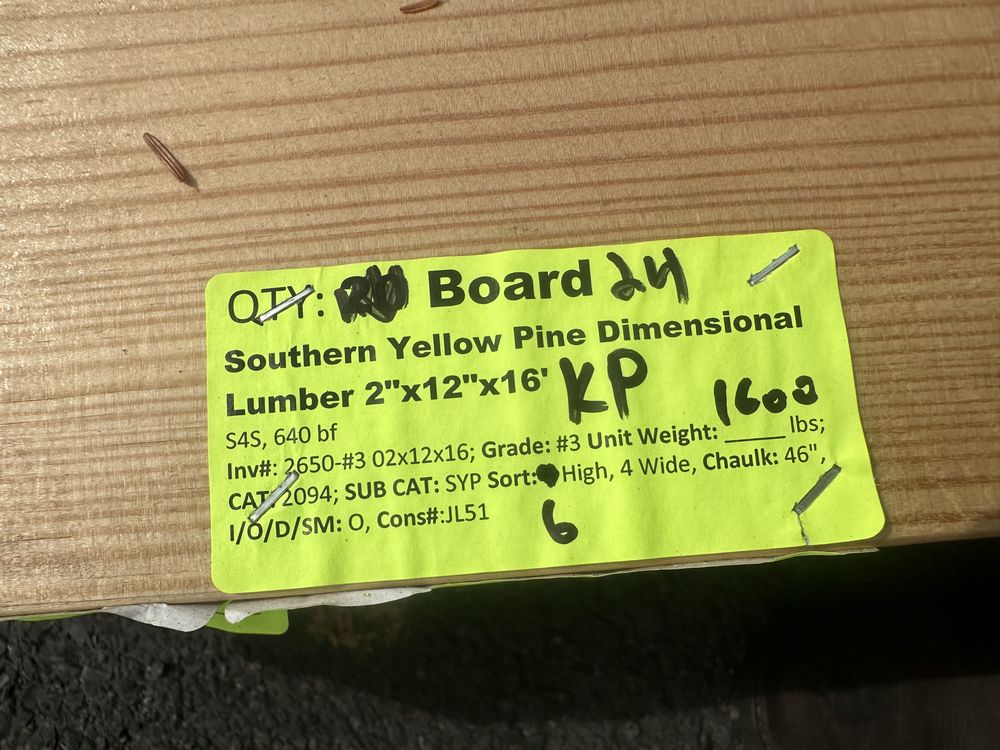 QTY: Board 24
Southern Yellow Pine Dimensional
Lumber 2"x12"x16' KP
S4S, 640 bf
Inv#: 2650-#3 02x12x16; Grade: #3 Unit Weight: 1600 lbs;
CAT: 2094; SUB CAT: SYP Sort: High, 4 Wide, Chaulk: 46",
I/O/D/SM: O, Cons#:JL51
6